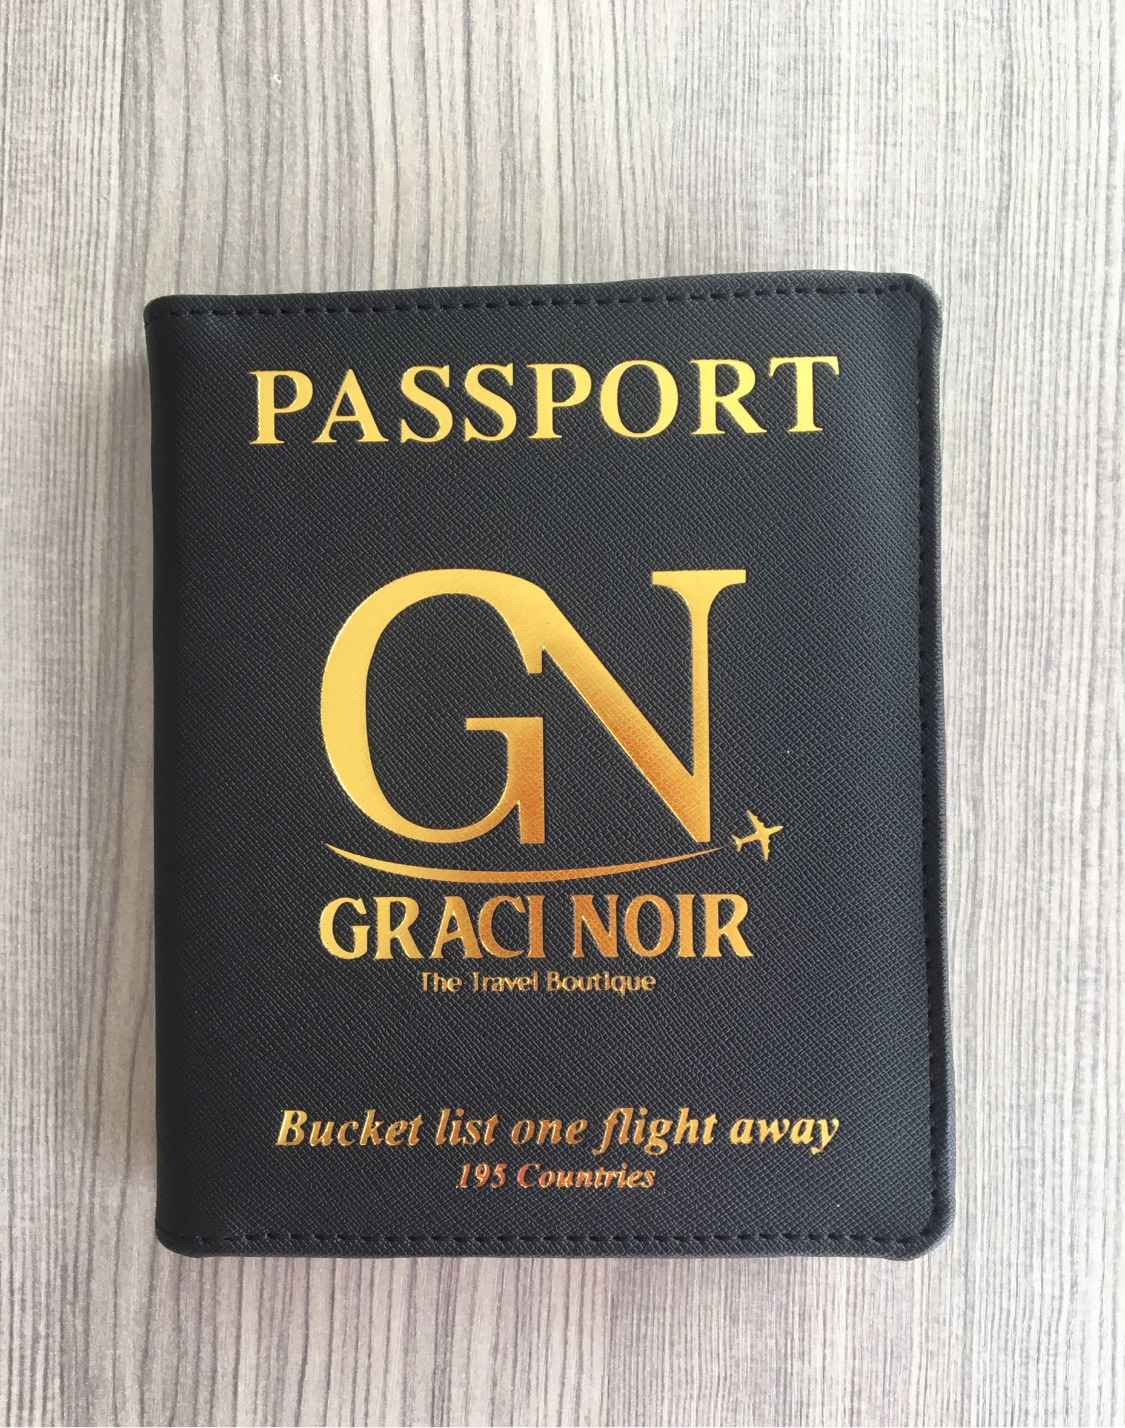 PASSPORT
GN
GRACI NOIR
The Travel Boutique
Bucket list one flight away
195 Countries